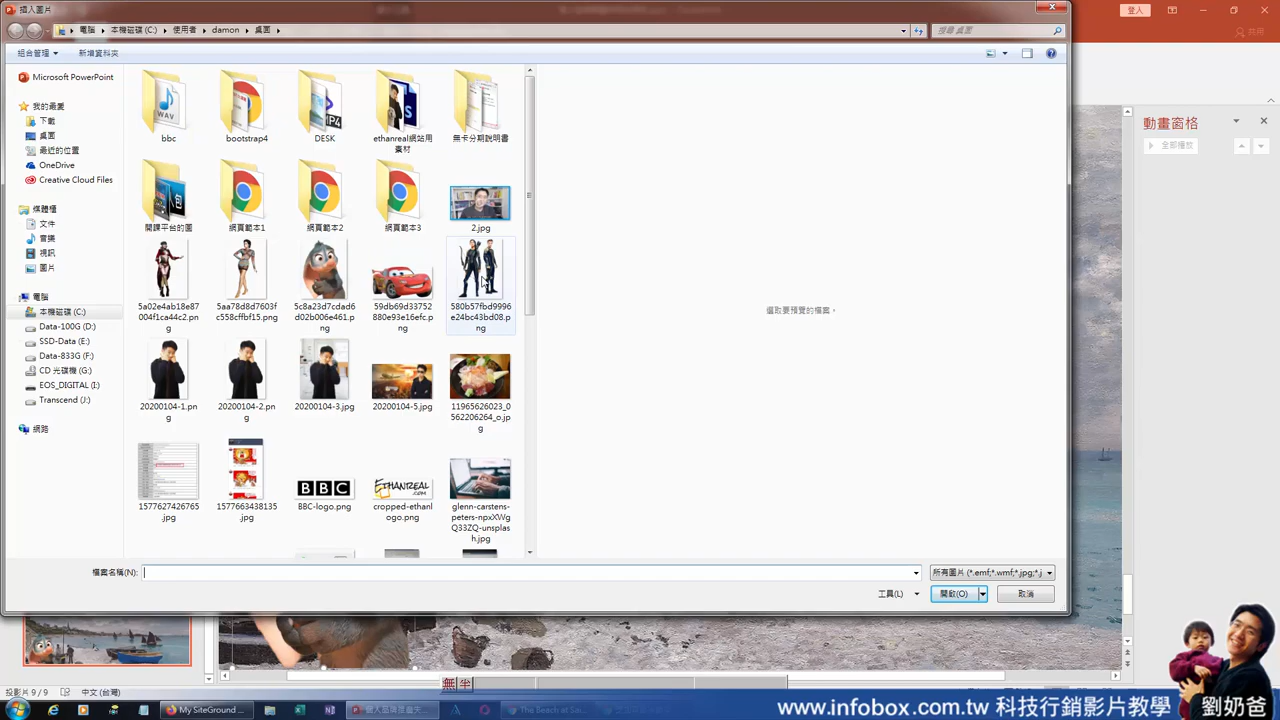 插入圖片
登入
電腦 ▸ 本機磁碟 (C:) ▸ 使用者 ▸ damon ▸ 桌面 ▸
搜尋 桌面
共用
組合管理
新增資料夾
Microsoft PowerPoint
我的最愛
下載
桌面
最近的位置
OneDrive
Creative Cloud Files
媒體櫃
文件
音樂
視訊
圖片
電腦
本機磁碟 (C:)
Data-100G (D:)
SSD-Data (E:)
Data-833G (F:)
CD 光碟機 (G:)
EOS_DIGITAL (I:)
Transcend (J:)
網路
bbc
bootstrap4
DESK
ethanreal網站用
素材
無卡分期說明書
開課平台的圖
網頁範本1
網頁範本2
網頁範本3
2.jpg
5a02e4ab18e87
004f1ca44c2.pn
g
5aa78d8d7603f
c558cffbf15.png
5c8a23d7cdad6
d02b006e461.p
ng
59db69d33752
880e93e16efc.p
ng
580b57fbd9996
e24bc43bd08.p
ng
20200104-1.pn
g
20200104-2.pn
g
20200104-3.jpg
20200104-5.jpg
11965626023_0
562206264_o.jp
g
1577627426765
.jpg
1577663438135
.jpg
BBC
BBC-logo.png
ETHANREAL
.COM
cropped-ethanl
ogo.png
glenn-carstens-
peters-npxXWg
Q33ZQ-unsplas
h.jpg
選取要預覽的檔案。
動畫窗格
全部播放
檔案名稱(N):
所有圖片 (*.emf;*.wmf;*.jpg;*.j
工具(L)
開啟(O)
取消
投影片 9 / 9
中文 (台灣)
無 半
My SiteGround ...
The Beach at Sai...
www.infobox.com.tw 科技行銷影片教學
劉奶爸